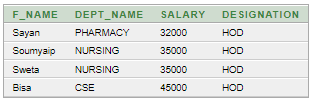 F_NAME DEPT_NAME SALARY DESIGNATION
Sayan PHARMACY 32000 HOD
Soumyaip NURSING 35000 HOD
Sweta NURSING 35000 HOD
Bisa CSE 45000 HOD